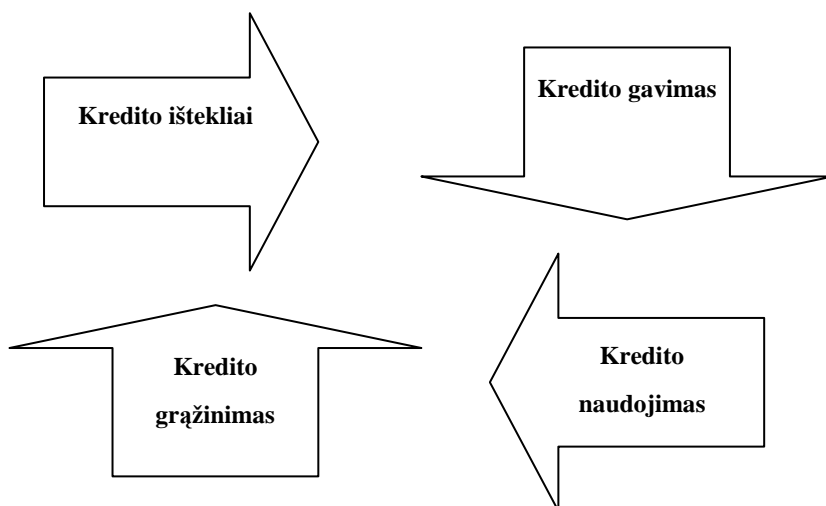 Kredito ištekliai
Kredito gavimas
Kredito
naudojimas
Kredito
grąžinimas